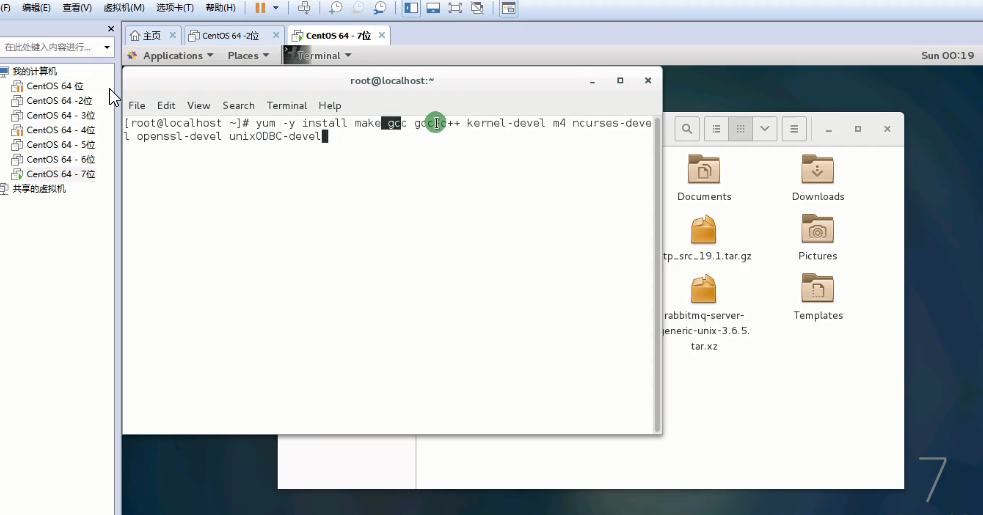 (F) 编辑(E) 查看(V) 虚拟机(M) 选项卡(T) 帮助(H)
在此处键入内容进行...
我的计算机
CentOS 64 位
CentOS 64 -2位
CentOS 64 - 3位
CentOS 64 - 4位
CentOS 64 - 5位
CentOS 64 - 6位
CentOS 64 - 7位
共享的虚拟机
主页 CentOS 64 -2位 CentOS 64 - 7位
Applications Places Terminal Sun 00:19
root@localhost:~
File Edit View Search Terminal Help
[root@localhost ~]# yum -y install make gcc gcc-c++ kernel-devel m4 ncurses-deve
l openssl-devel unixODBC-devel
Documents Downloads
tp_src_19.1.tar.gz Pictures
rabbitmq-server-
generic-unix-3.6.5.
tar.xz
Templates
7